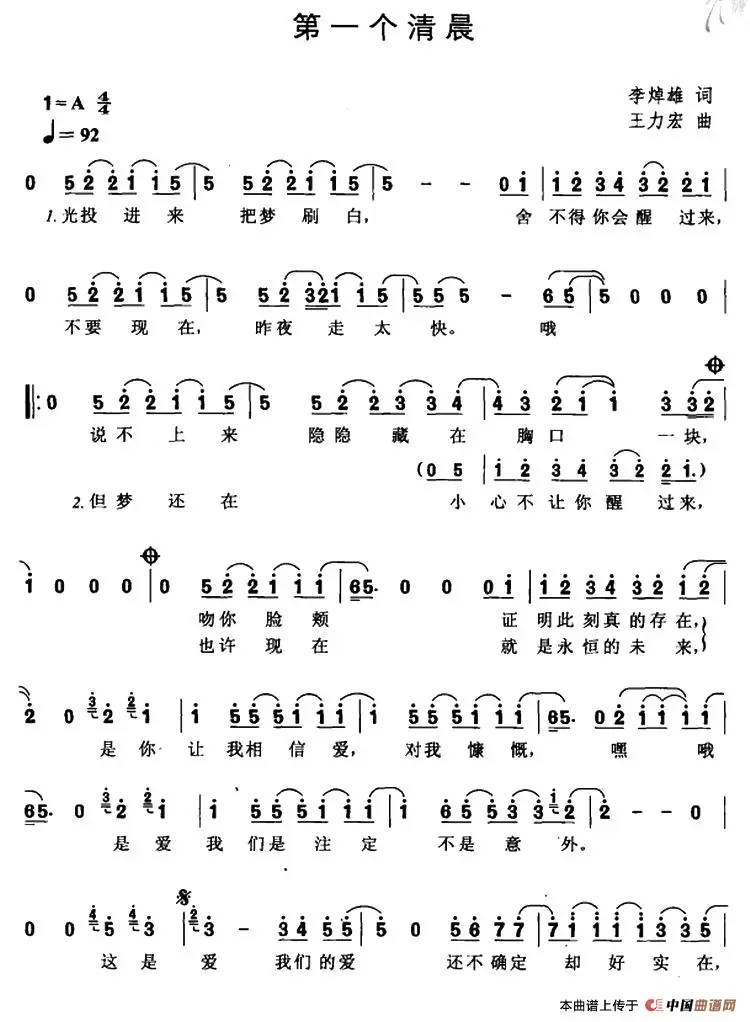 第一个清晨
1=A 4/4
♩=92
李焯雄 词
王力宏 曲
0 5 2 2 1 1 5 | 5 5 2 2 1 1 5 | 5 - - 0 1 | 1 2 3 4 3 2 2 1 |
1.光投 进 来 把梦 刷 白, 舍 不得你会醒 过来,
0 5 2 2 1 1 5 | 5 5 2 3 2 1 1 5 | 5 5 5 - 6 5 | 5 0 0 0 |
不要 现 在, 昨夜 走 太 快。 哦
0 5 2 2 1 1 5 | 5 5 2 2 3 3 4 | 4 3 2 1 1 3 3 2 |
说不 上 来 隐隐 藏 在 胸口 一块,
(0 5 | 1 2 3 4 3 2 2 1.)
2.但梦 还 在 小 心不让你醒 过来,
1 0 0 0 | 0 5 2 2 1 1 1 | 6 5. 0 0 0 1 | 1 2 3 4 3 2 1 2 |
吻你 脸 颊 证 明此刻真的存在,
也许 现 在 就 是永恒的未来,
2 0 3 2 2 1 | 1 5 5 5 1 1 1 | 1 5 5 5 1 1 1 | 6 5. 0 2 1 1 1 1 |
是你 让 我相信爱, 对我 慷慨, 嘿 哦
6 5. 0 3 2 2 1 | 1 5 5 5 1 1 1 | 1 6 5 5 3 3 1 2 | 2 - - 0 |
是爱 我 们是注定 不是意 外。
0 0 4 5 4 3 | 2 3 - 3 4 5 5 | 5 0 5 6 7 7 | 7 1 1 1 1 3 3 5 |
这是 爱 我们的爱 还不确定 却好实在,
本曲谱上传于 中国曲谱网